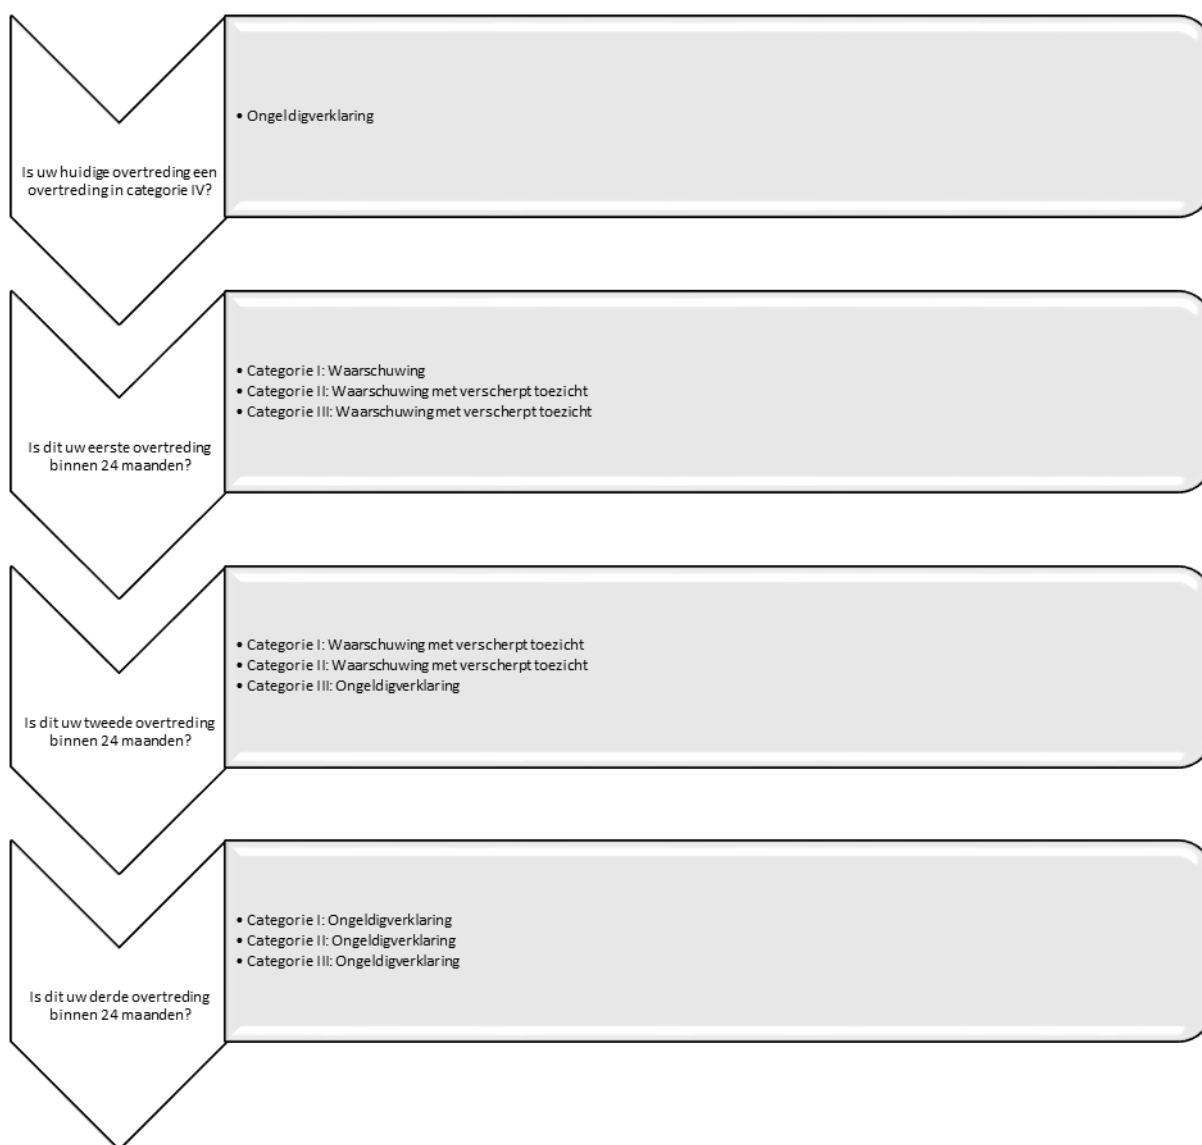 Is uw huidige overtreding een
overtreding in categorie IV?
• Ongeldigverklaring
Is dit uw eerste overtreding
binnen 24 maanden?
• Categorie I: Waarschuwing
• Categorie II: Waarschuwing met verscherpt toezicht
• Categorie III: Waarschuwing met verscherpt toezicht
Is dit uw tweede overtreding
binnen 24 maanden?
• Categorie I: Waarschuwing met verscherpt toezicht
• Categorie II: Waarschuwing met verscherpt toezicht
• Categorie III: Ongeldigverklaring
Is dit uw derde overtreding
binnen 24 maanden?
• Categorie I: Ongeldigverklaring
• Categorie II: Ongeldigverklaring
• Categorie III: Ongeldigverklaring